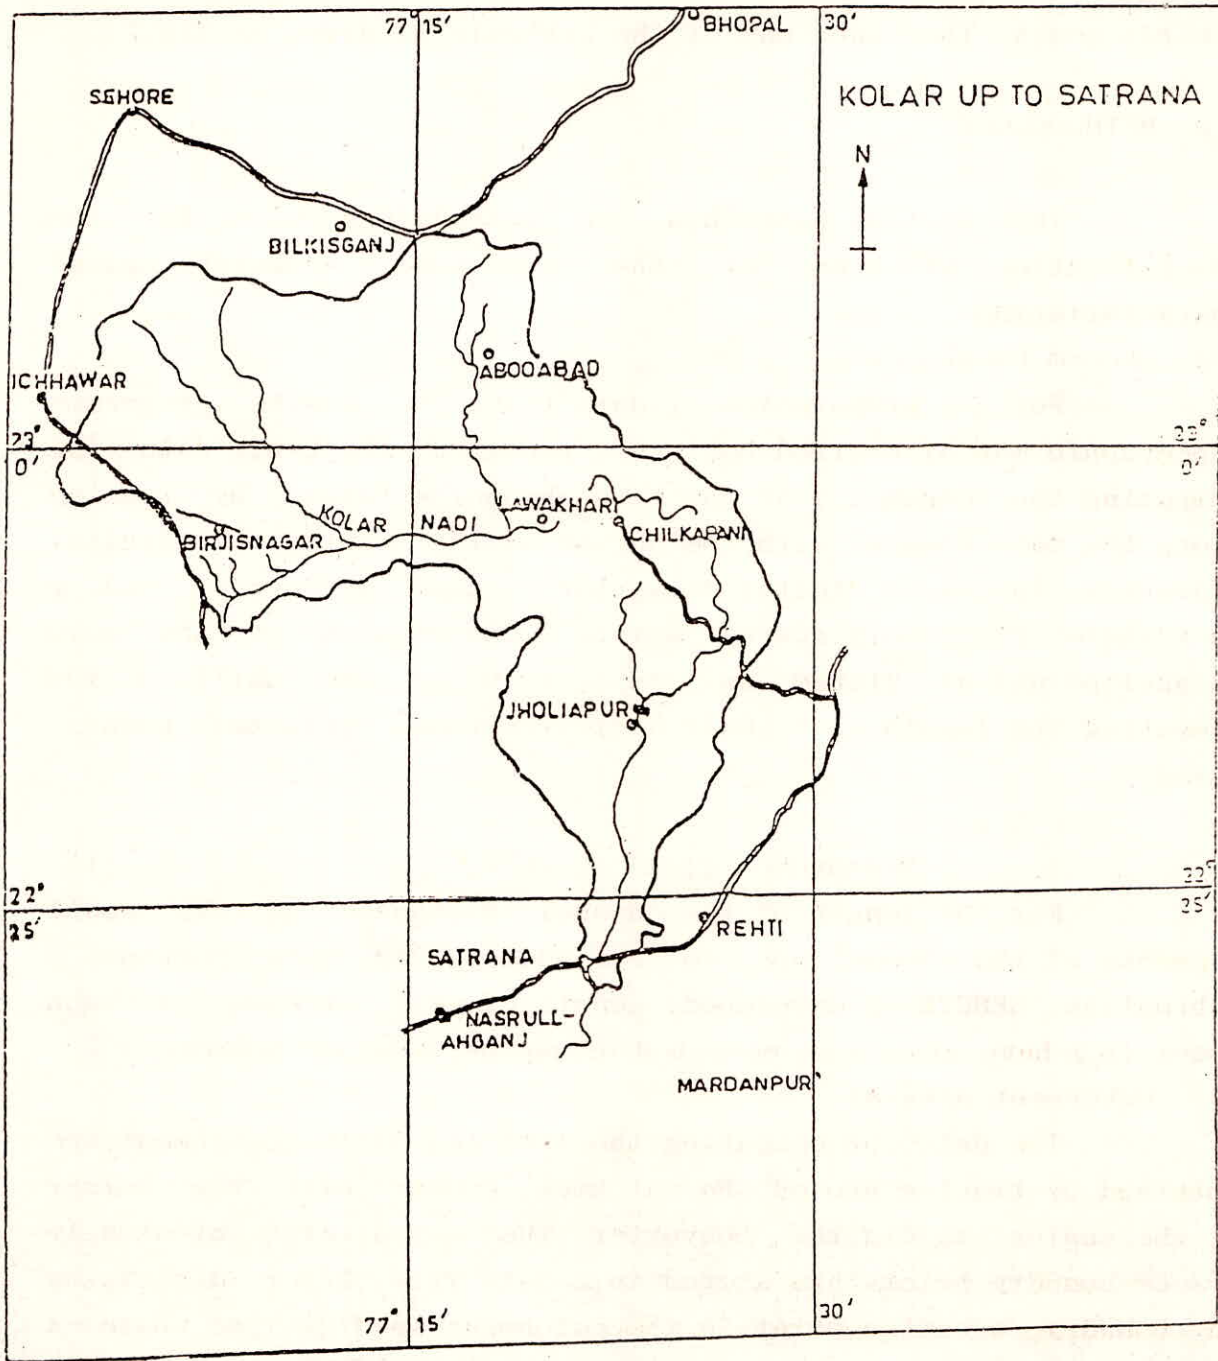 77° 15'
BHOPAL
30'
SEHORE
KOLAR UP TO SATRANA
N
BILKISGANJ
ABDOABAD
ICHHAWAR
23°
0'
23°
0'
LAWAKHARI
KOLAR NADI
CHILKAPANI
BIRJISNAGAR
JHOLIAPUR
22°
25'
22°
25'
REHTI
SATRANA
NASRULL-
AHGANJ
MARDANPUR
77° 15'
30'